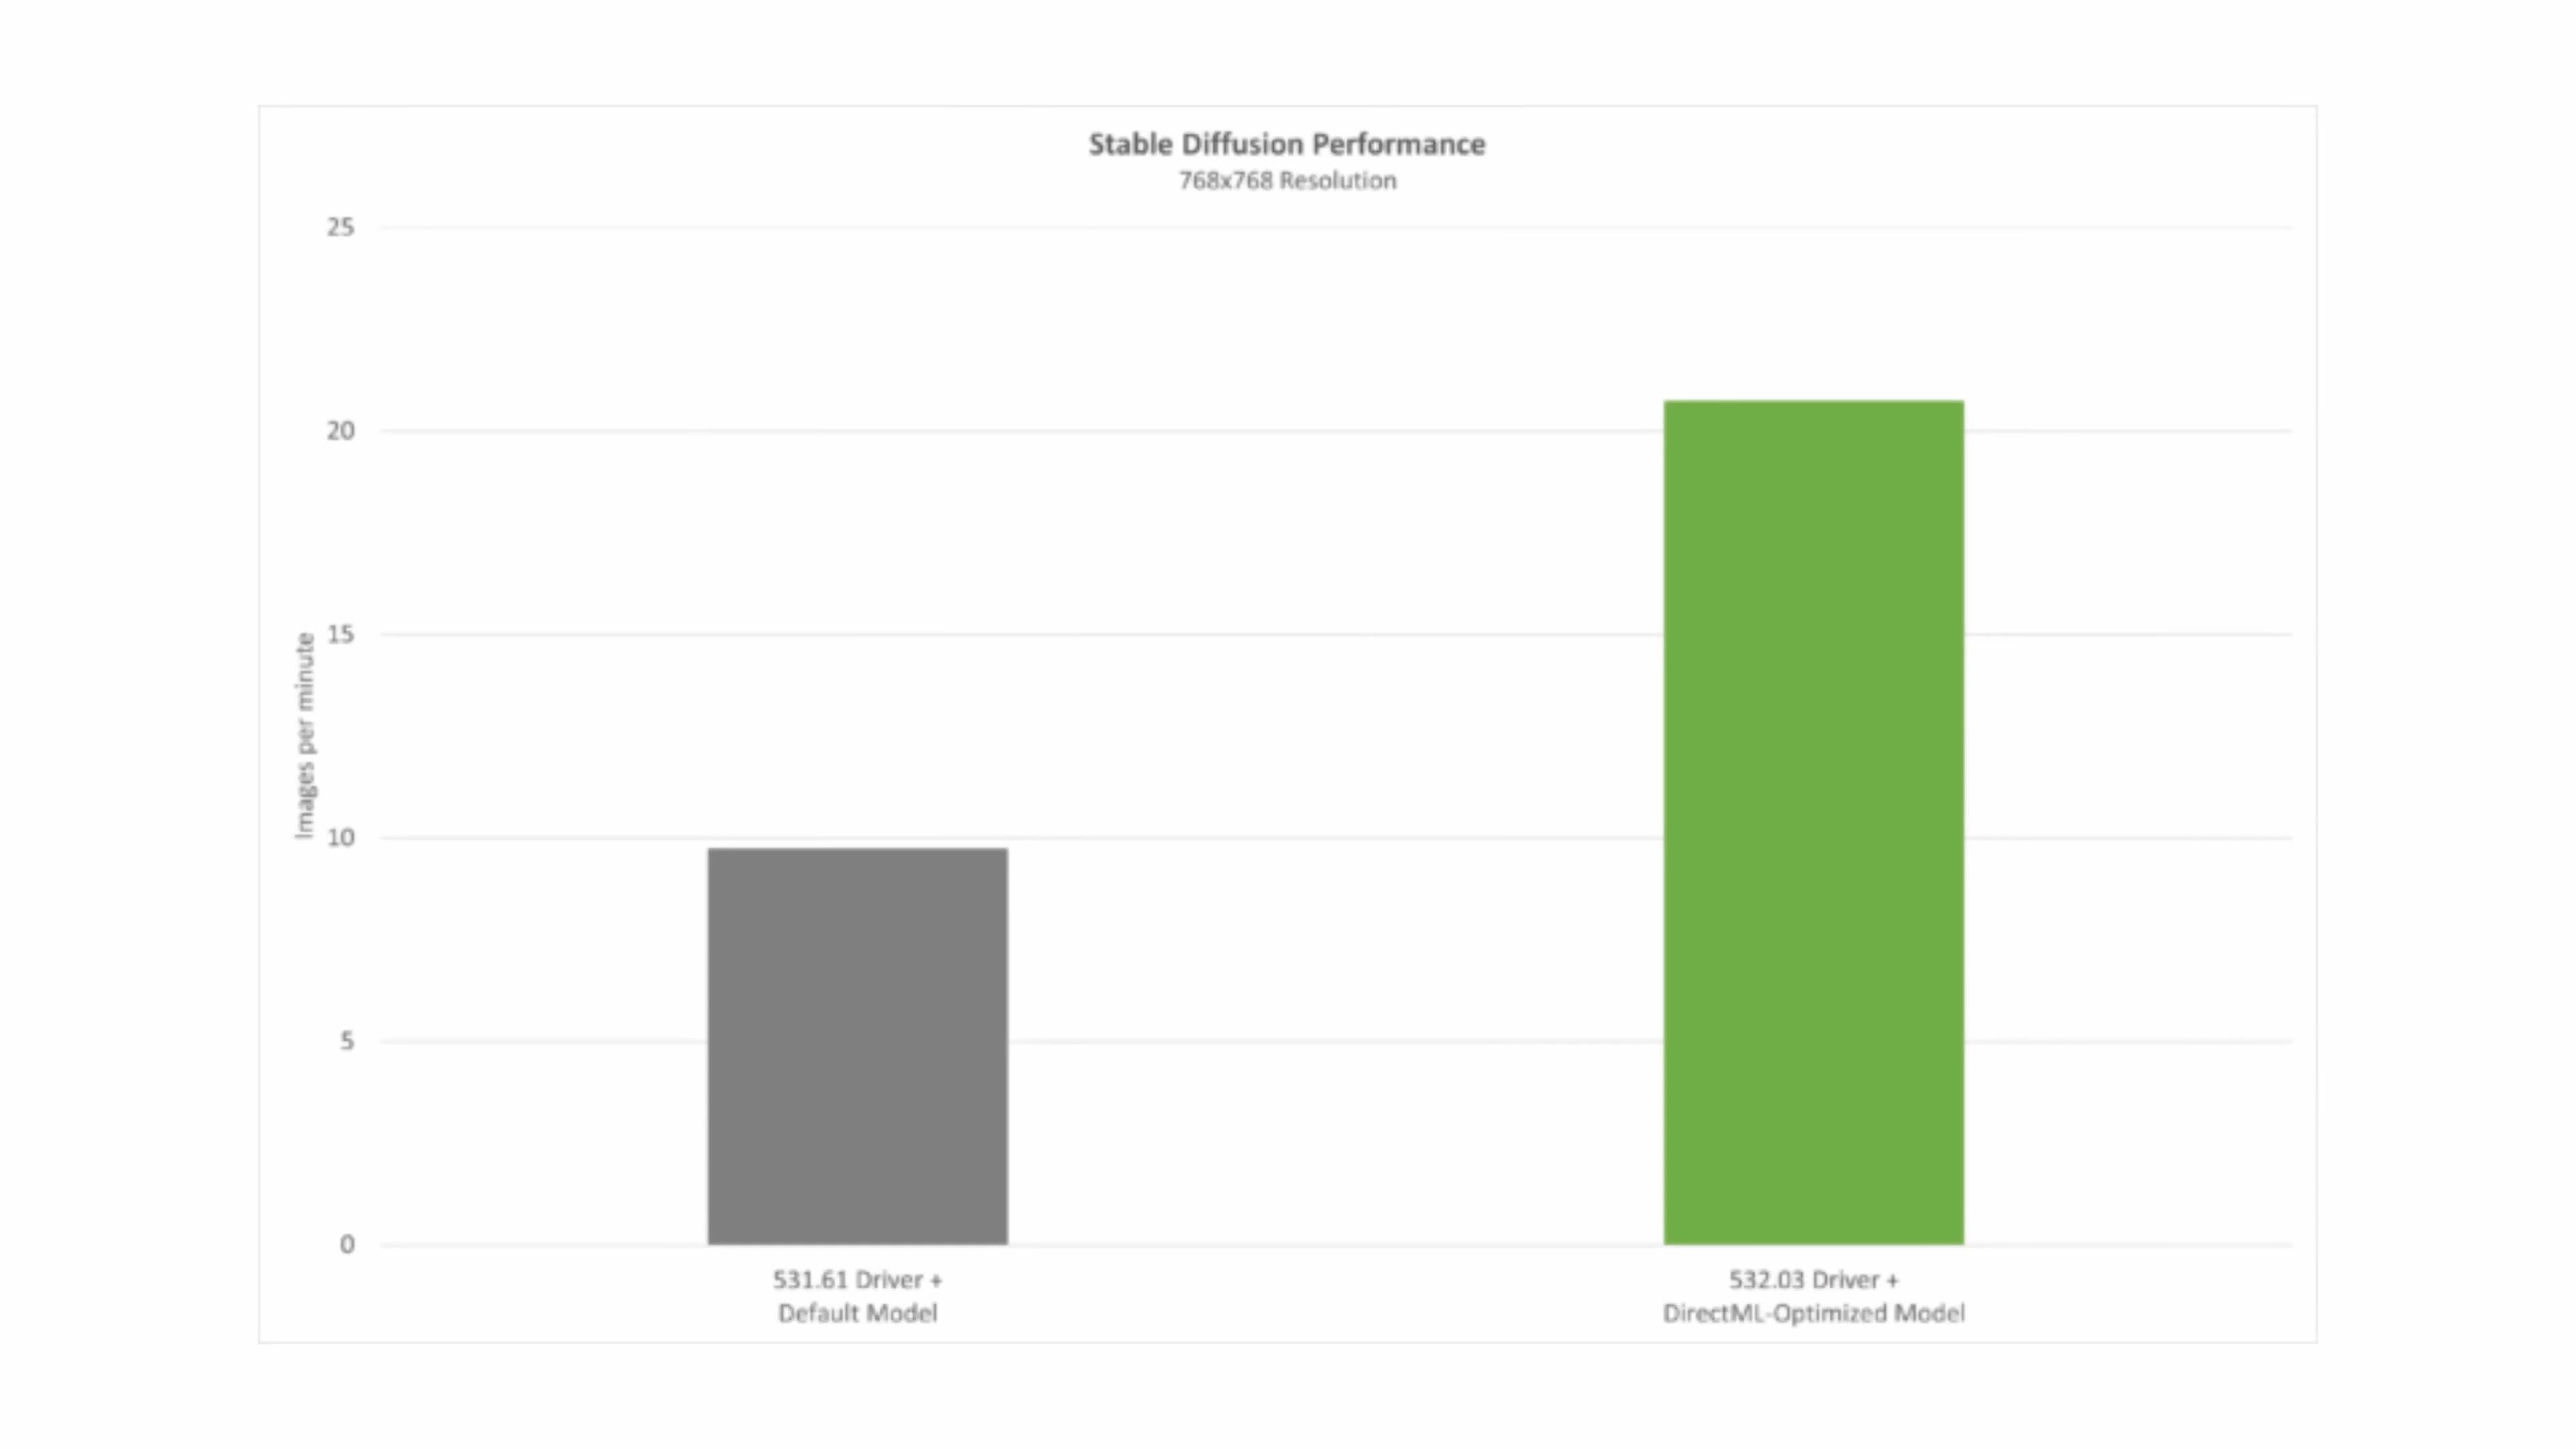 Stable Diffusion Performance
768x768 Resolution
25
20
15
10
5
0
Images per minute
531.61 Driver +
Default Model
532.03 Driver +
DirectML-Optimized Model